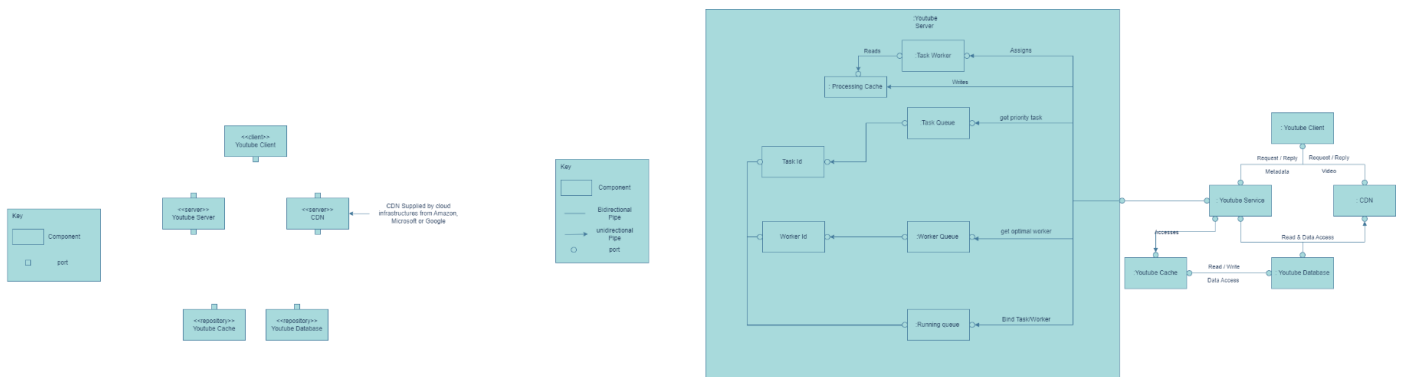 <<client>>
Youtube Client
<<server>>
Youtube Server
<<server>>
CDN
CDN Supplied by cloud
infrastructures from Amazon,
Microsoft or Google
Key
Component
port
<<repository>>
Youtube Cache
<<repository>>
Youtube Database
Key
Component
Bidirectional
Pipe
unidirectional
Pipe
port
:Youtube
Server
Reads
:Task Worker
Assigns
: Processing Cache
Writes
:Task Queue
get priority task
Task Id
Worker Id
:Worker Queue
get optimal worker
:Running queue
Bind Task/Worker
: Youtube Client
Request / Reply
Request / Reply
Metadata
Video
: Youtube Service
: CDN
Accesses
Read & Data Access
:Youtube Cache
Read / Write
Data Access
: Youtube Database